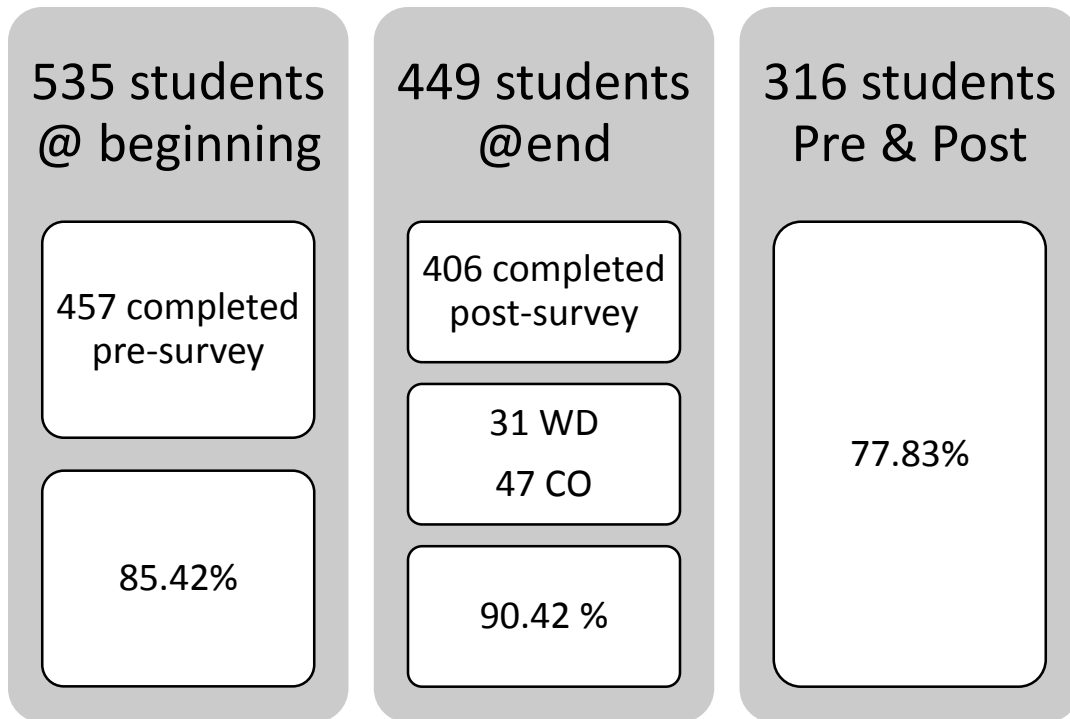 535 students
@ beginning
457 completed
pre-survey
85.42%
449 students
@end
406 completed
post-survey
31 WD
47 CO
90.42 %
316 students
Pre & Post
77.83%